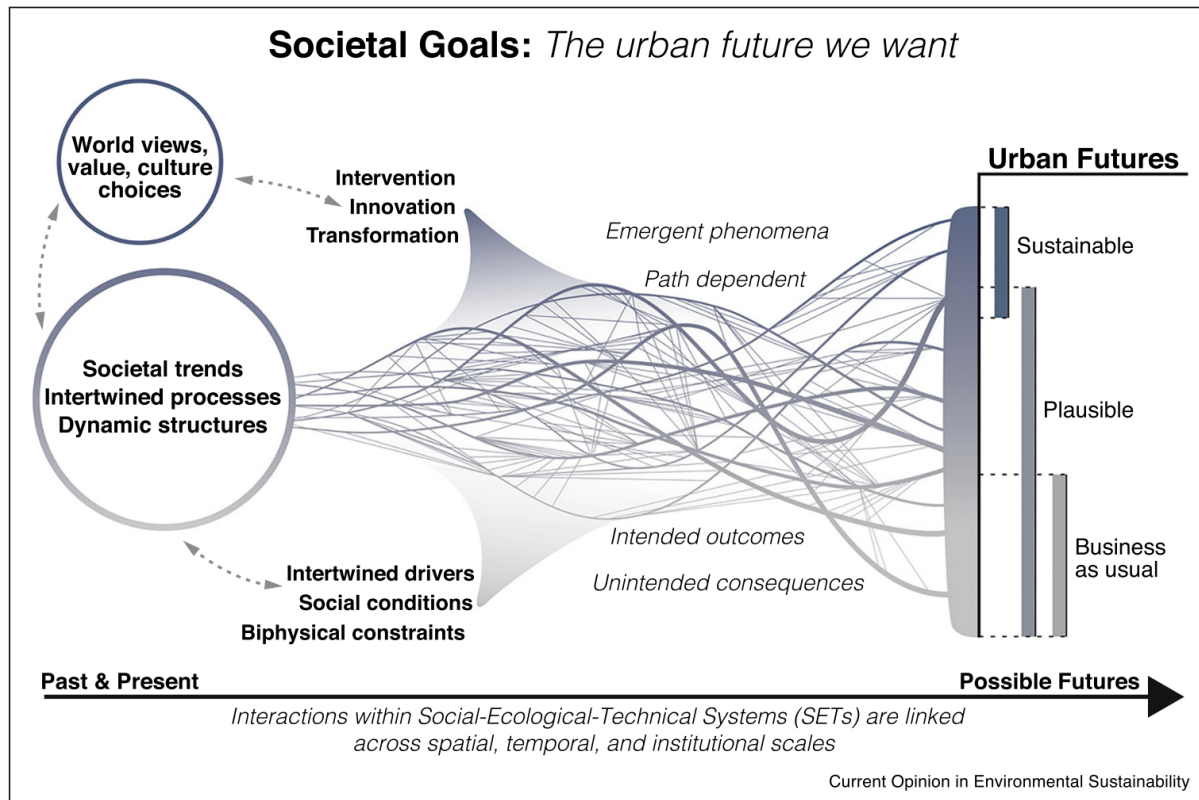 Societal Goals: The urban future we want
World views,
value, culture
choices
Intervention
Innovation
Transformation
Emergent phenomena
Path dependent
Urban Futures
Sustainable
Plausible
Business
as usual
Societal trends
Intertwined processes
Dynamic structures
Intended outcomes
Unintended consequences
Intertwined drivers
Social conditions
Biphysical constraints
Past & Present
Possible Futures
Interactions within Social-Ecological-Technical Systems (SETs) are linked
across spatial, temporal, and institutional scales
Current Opinion in Environmental Sustainability